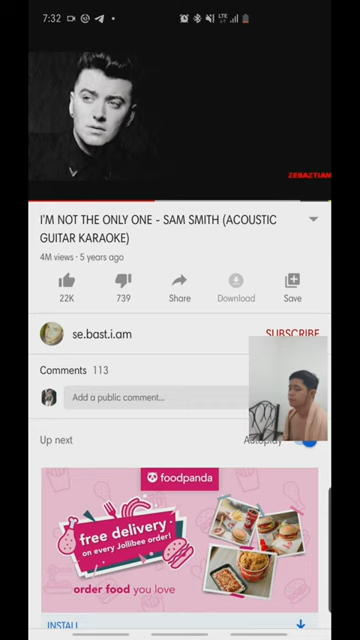 7:32
LTE
ZEBAZTIAN
I'M NOT THE ONLY ONE - SAM SMITH (ACOUSTIC
GUITAR KARAOKE)
4M views · 5 years ago
22K
739
Share
Download
Save
se.bast.i.am
SUBSCRIBE
Comments 113
Add a public comment...
Up next
Autoplay
foodpanda
free delivery
on every Jollibee order!
order food you love
INSTALL